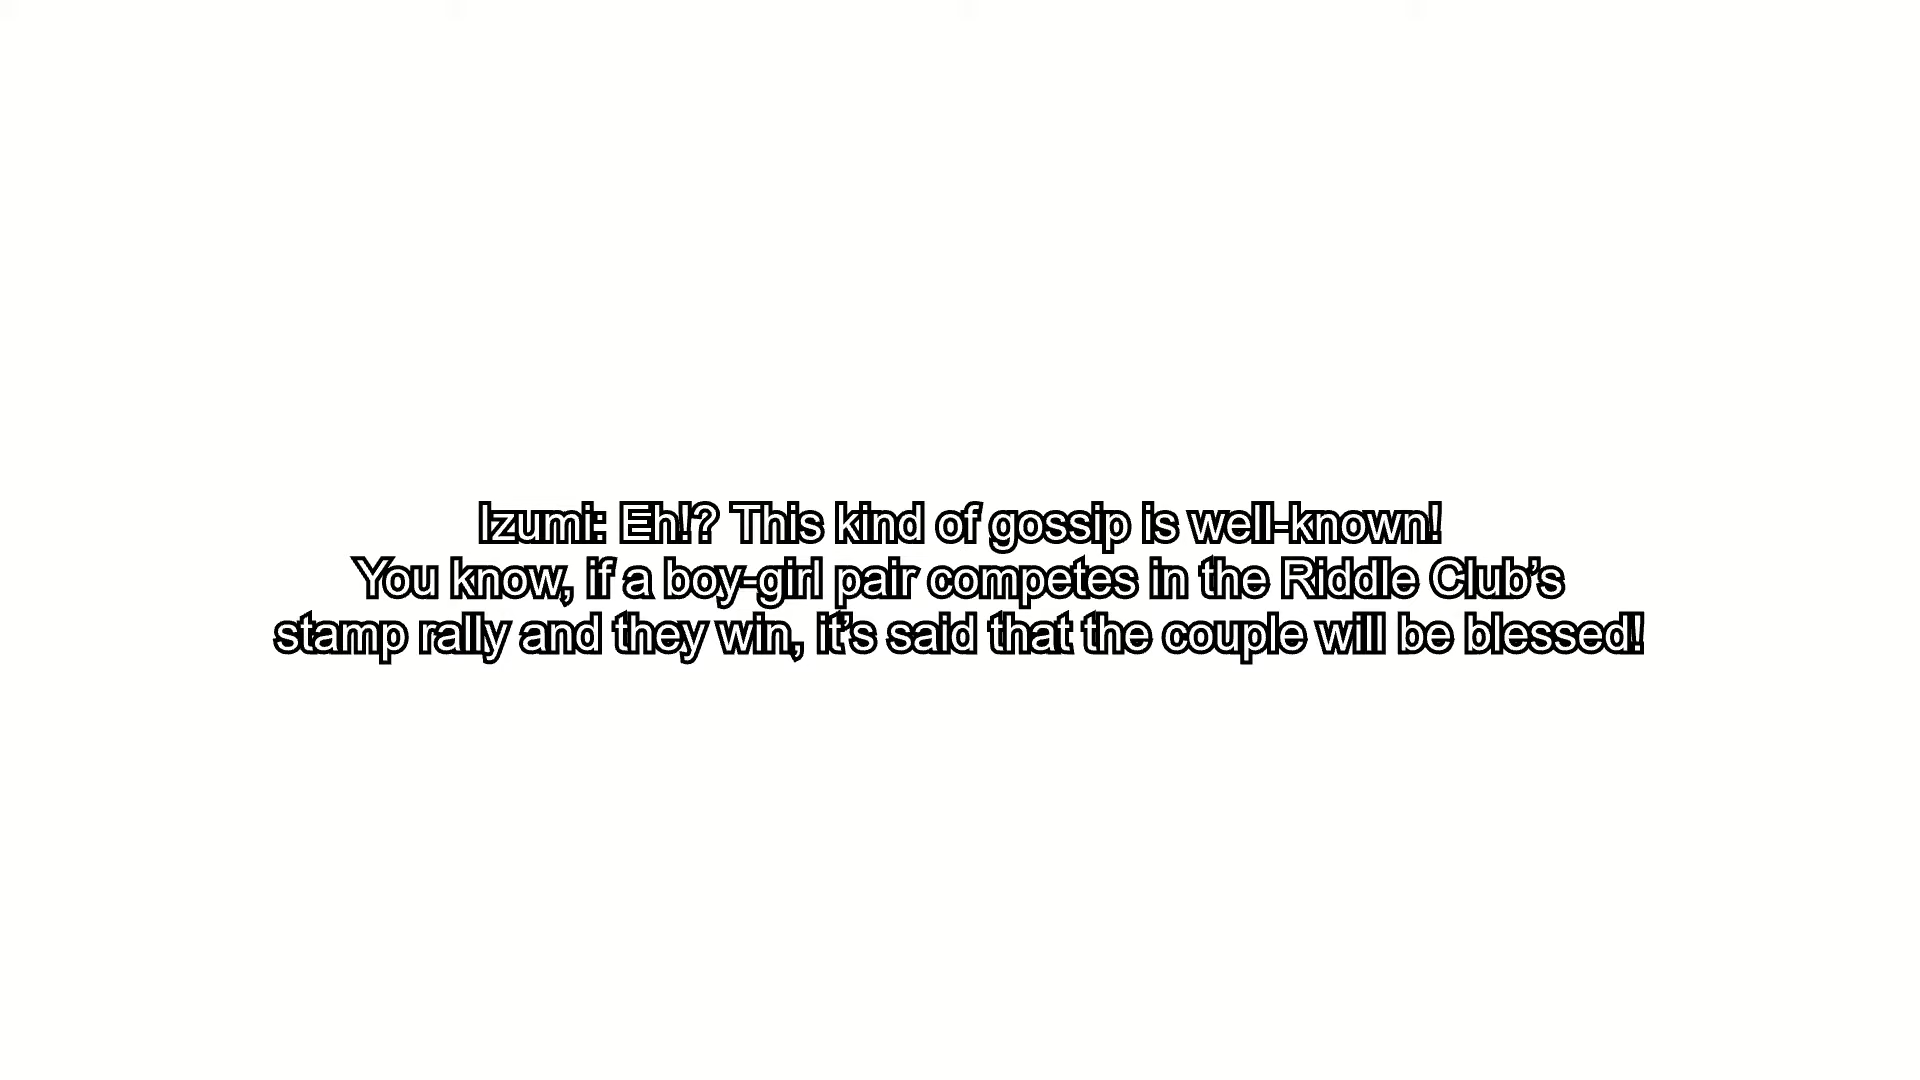 Izumi: Eh!? This kind of gossip is well-known!
You know, if a boy-girl pair competes in the Riddle Club’s
stamp rally and they win, it’s said that the couple will be blessed!